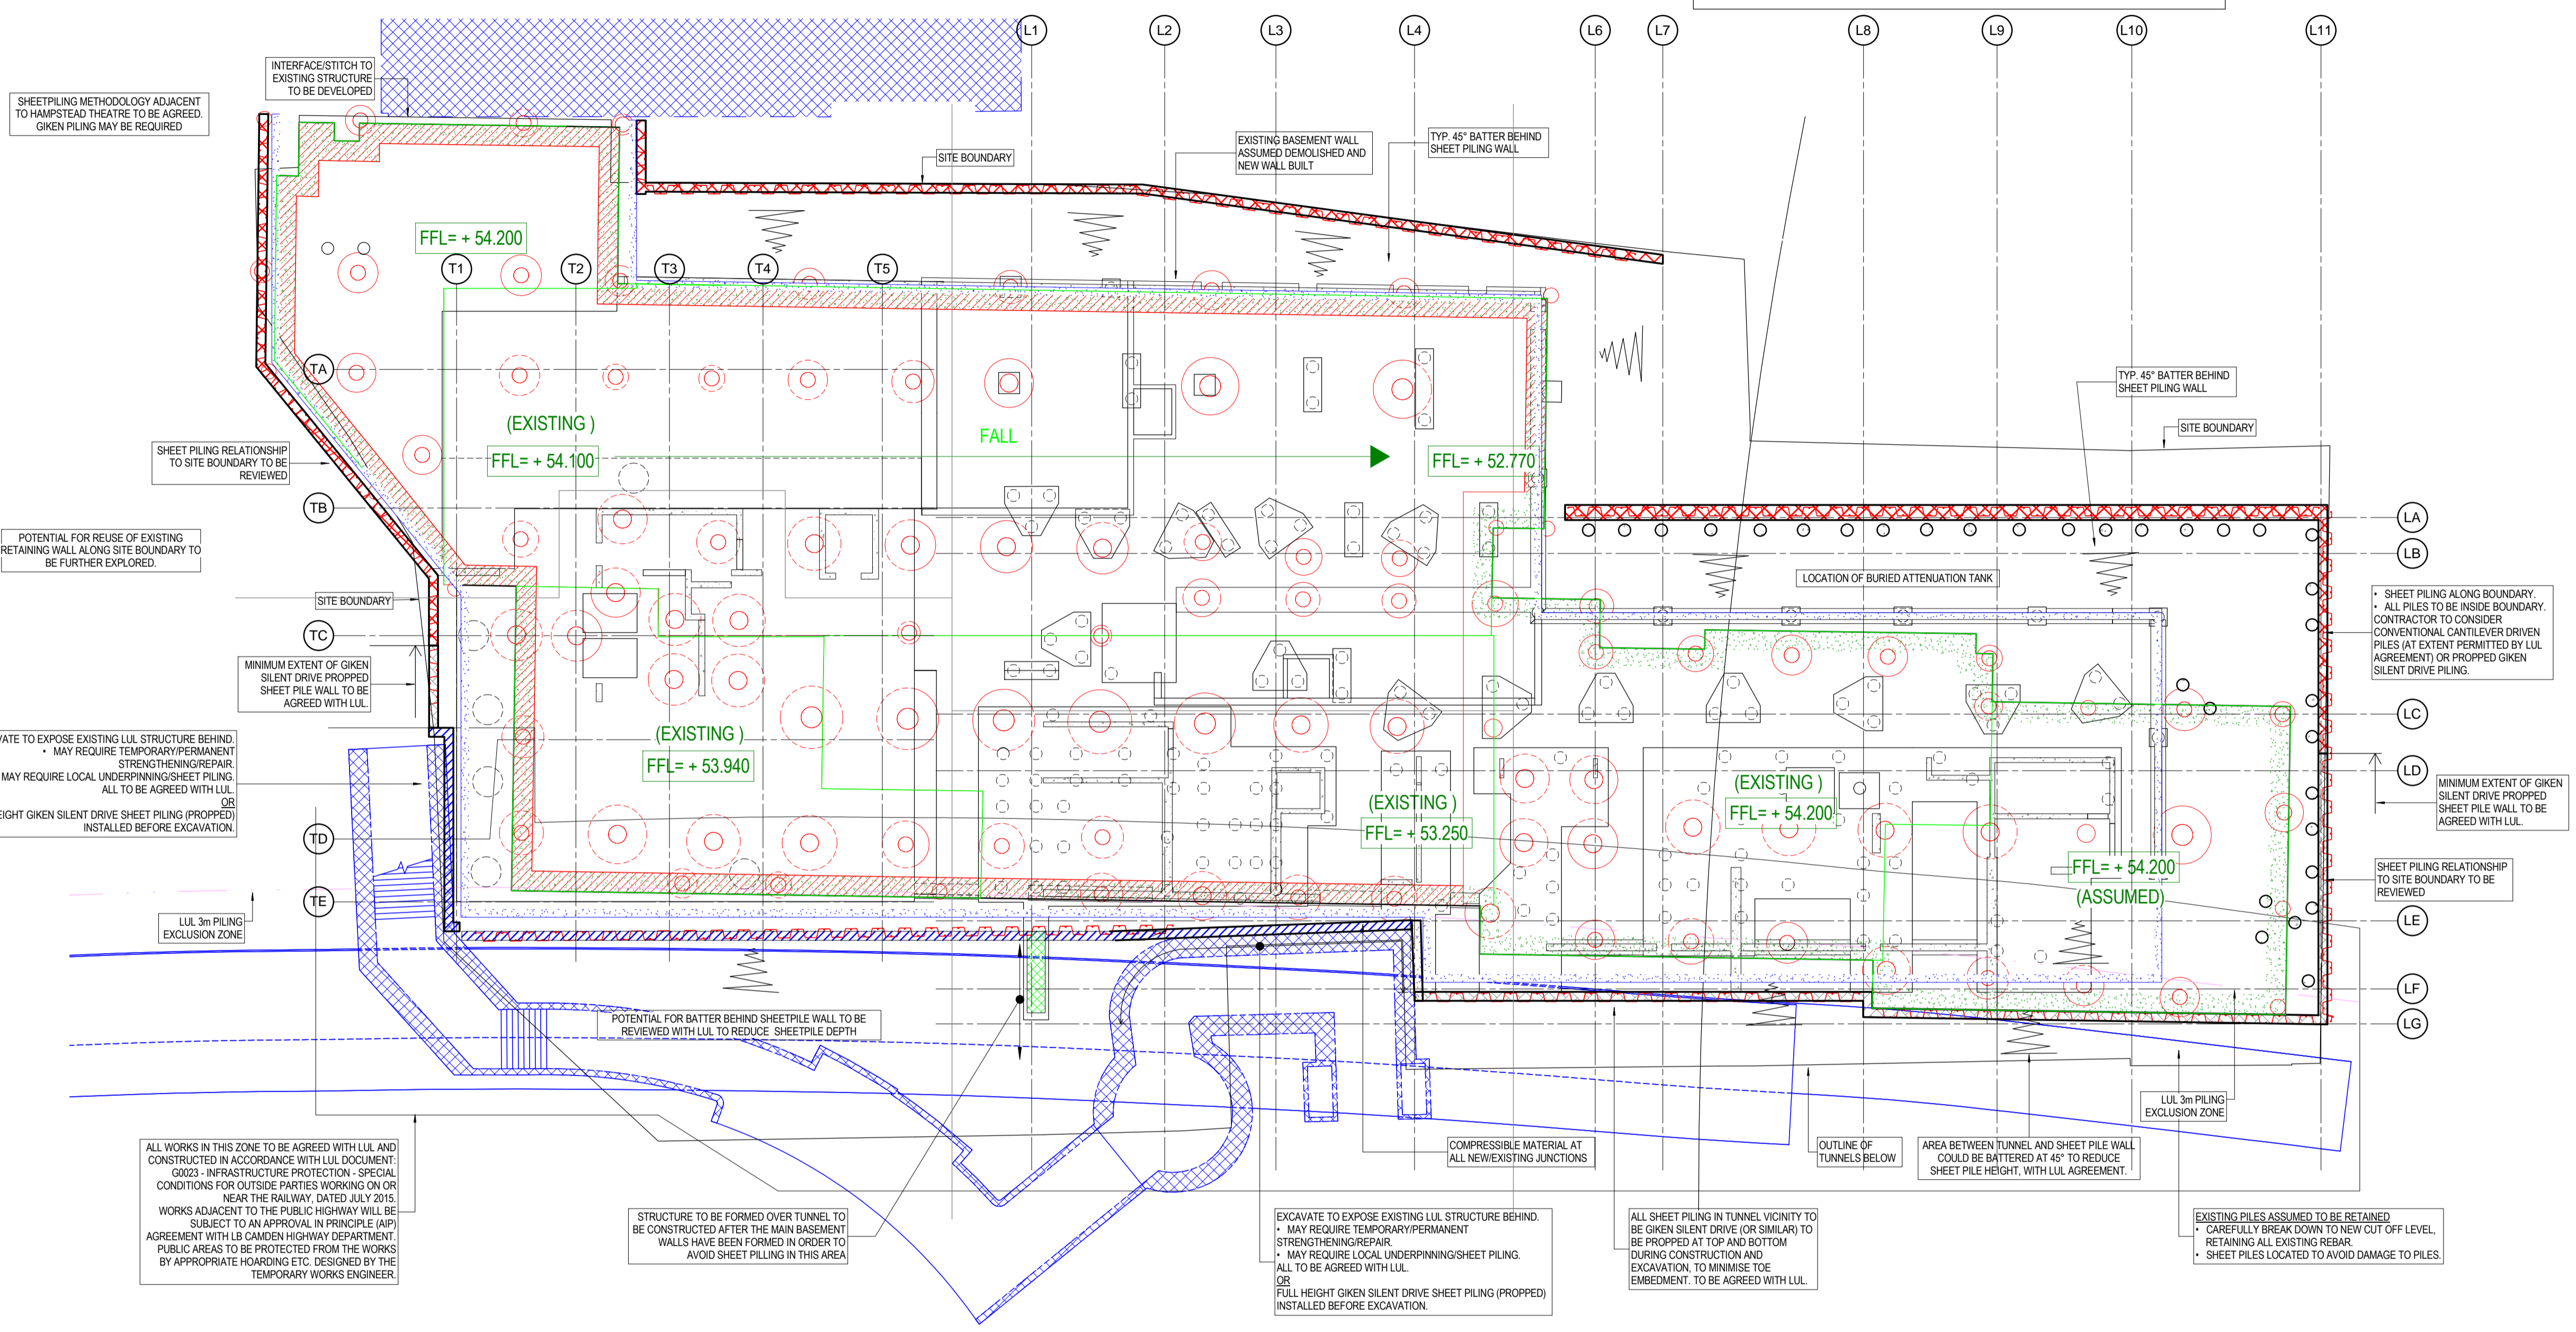 L1
L2
L3
L4
L6
L7
L8
L9
L10
L11
INTERFACE/STITCH TO
EXISTING STRUCTURE
TO BE DEVELOPED
SHEETPILING METHODOLOGY ADJACENT
TO HAMPSTEAD THEATRE TO BE AGREED.
GIKEN PILING MAY BE REQUIRED
SITE BOUNDARY
EXISTING BASEMENT WALL
ASSUMED DEMOLISHED AND
NEW WALL BUILT
TYP. 45° BATTER BEHIND
SHEET PILING WALL
FFL= + 54.200
T1
T2
T3
T4
T5
TA
TYP. 45° BATTER BEHIND
SHEET PILING WALL
SITE BOUNDARY
(EXISTING )
FFL= + 54.100
FALL
FFL= + 52.770
SHEET PILING RELATIONSHIP
TO SITE BOUNDARY TO BE
REVIEWED
TB
LA
LB
POTENTIAL FOR REUSE OF EXISTING
RETAINING WALL ALONG SITE BOUNDARY TO
BE FURTHER EXPLORED.
LOCATION OF BURIED ATTENUATION TANK
SITE BOUNDARY
TC
• SHEET PILING ALONG BOUNDARY.
• ALL PILES TO BE INSIDE BOUNDARY.
CONTRACTOR TO CONSIDER
CONVENTIONAL CANTILEVER DRIVEN
PILES (AT EXTENT PERMITTED BY LUL
AGREEMENT) OR PROPPED GIKEN
SILENT DRIVE PILING.
MINIMUM EXTENT OF GIKEN
SILENT DRIVE PROPPED
SHEET PILE WALL TO BE
AGREED WITH LUL.
LC
(EXISTING )
FFL= + 53.940
VATE TO EXPOSE EXISTING LUL STRUCTURE BEHIND.
• MAY REQUIRE TEMPORARY/PERMANENT
STRENGTHENING/REPAIR.
MAY REQUIRE LOCAL UNDERPINNING/SHEET PILING.
ALL TO BE AGREED WITH LUL.
OR
EIGHT GIKEN SILENT DRIVE SHEET PILING (PROPPED)
INSTALLED BEFORE EXCAVATION.
LD
(EXISTING )
FFL= + 54.200
(EXISTING )
FFL= + 53.250
MINIMUM EXTENT OF GIKEN
SILENT DRIVE PROPPED
SHEET PILE WALL TO BE
AGREED WITH LUL.
TD
FFL= + 54.200
(ASSUMED)
SHEET PILING RELATIONSHIP
TO SITE BOUNDARY TO BE
REVIEWED
TE
LE
LUL 3m PILING
EXCLUSION ZONE
LF
LG
POTENTIAL FOR BATTER BEHIND SHEETPILE WALL TO BE
REVIEWED WITH LUL TO REDUCE SHEETPILE DEPTH
LUL 3m PILING
EXCLUSION ZONE
ALL WORKS IN THIS ZONE TO BE AGREED WITH LUL AND
CONSTRUCTED IN ACCORDANCE WITH LUL DOCUMENT:
G0023 - INFRASTRUCTURE PROTECTION - SPECIAL
CONDITIONS FOR OUTSIDE PARTIES WORKING ON OR
NEAR THE RAILWAY, DATED JULY 2015.
WORKS ADJACENT TO THE PUBLIC HIGHWAY WILL BE
SUBJECT TO AN APPROVAL IN PRINCIPLE (AIP)
AGREEMENT WITH LB CAMDEN HIGHWAY DEPARTMENT.
PUBLIC AREAS TO BE PROTECTED FROM THE WORKS
BY APPROPRIATE HOARDING ETC. DESIGNED BY THE
TEMPORARY WORKS ENGINEER.
COMPRESSIBLE MATERIAL AT
ALL NEW/EXISTING JUNCTIONS
OUTLINE OF
TUNNELS BELOW
AREA BETWEEN TUNNEL AND SHEET PILE WALL
COULD BE BATTERED AT 45° TO REDUCE
SHEET PILE HEIGHT, WITH LUL AGREEMENT.
STRUCTURE TO BE FORMED OVER TUNNEL TO
BE CONSTRUCTED AFTER THE MAIN BASEMENT
WALLS HAVE BEEN FORMED IN ORDER TO
AVOID SHEET PILLING IN THIS AREA
EXCAVATE TO EXPOSE EXISTING LUL STRUCTURE BEHIND.
• MAY REQUIRE TEMPORARY/PERMANENT
STRENGTHENING/REPAIR.
• MAY REQUIRE LOCAL UNDERPINNING/SHEET PILING.
ALL TO BE AGREED WITH LUL.
OR
FULL HEIGHT GIKEN SILENT DRIVE SHEET PILING (PROPPED)
INSTALLED BEFORE EXCAVATION.
ALL SHEET PILING IN TUNNEL VICINITY TO
BE GIKEN SILENT DRIVE (OR SIMILAR) TO
BE PROPPED AT TOP AND BOTTOM
DURING CONSTRUCTION AND
EXCAVATION, TO MINIMISE TOE
EMBEDMENT. TO BE AGREED WITH LUL.
EXISTING PILES ASSUMED TO BE RETAINED
• CAREFULLY BREAK DOWN TO NEW CUT OFF LEVEL,
RETAINING ALL EXISTING REBAR.
• SHEET PILES LOCATED TO AVOID DAMAGE TO PILES.